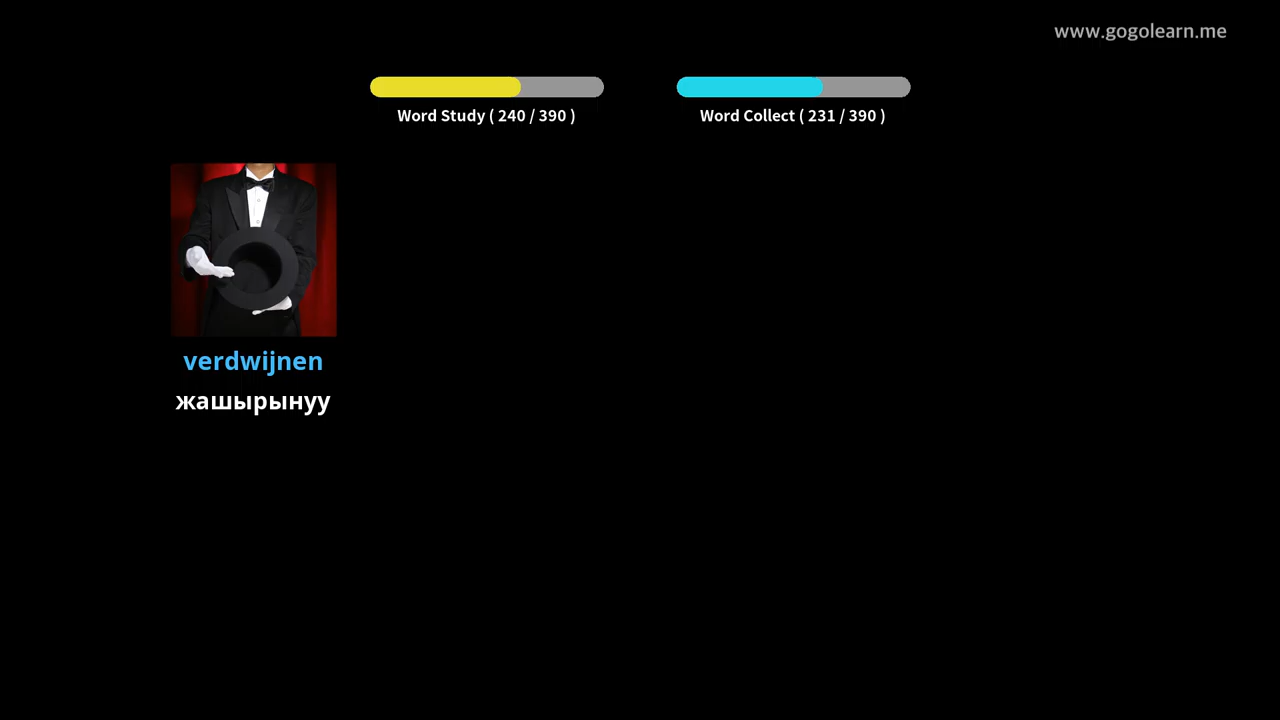 www.gogolearn.me
Word Study ( 240 / 390 )
Word Collect ( 231 / 390 )
verdwijnen
жашырынуу